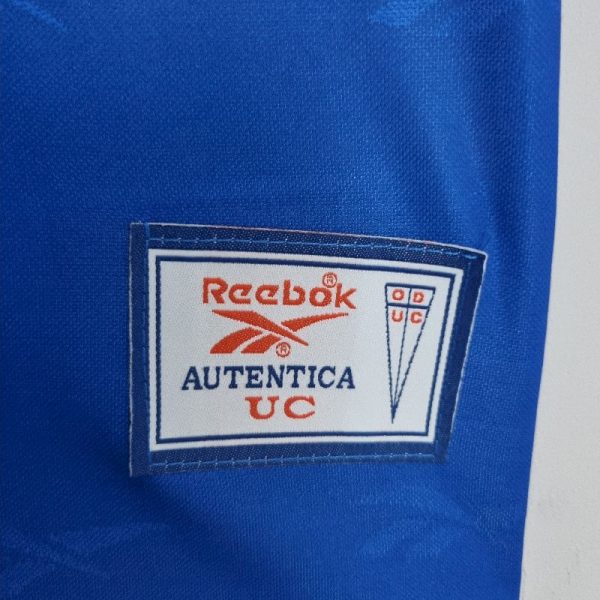 Reebok®
®
AUTENTICA
UC
O D
U C